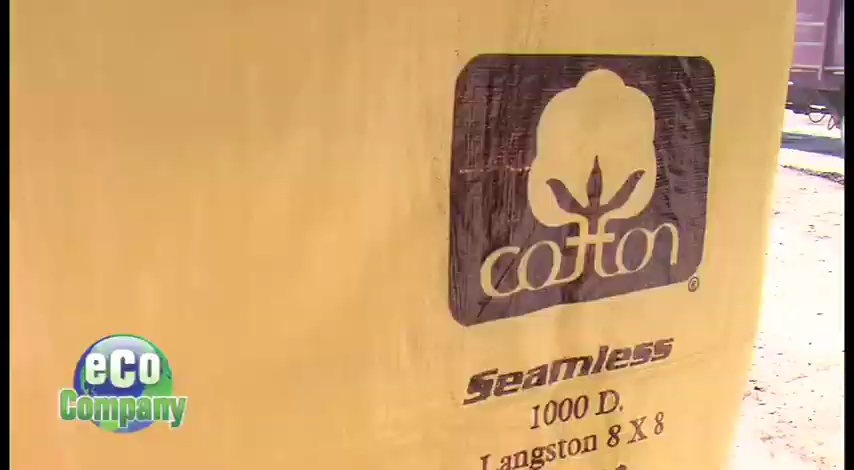 cotton
®
Seamless
1000 D.
Langston 8 X 8
eco
Company